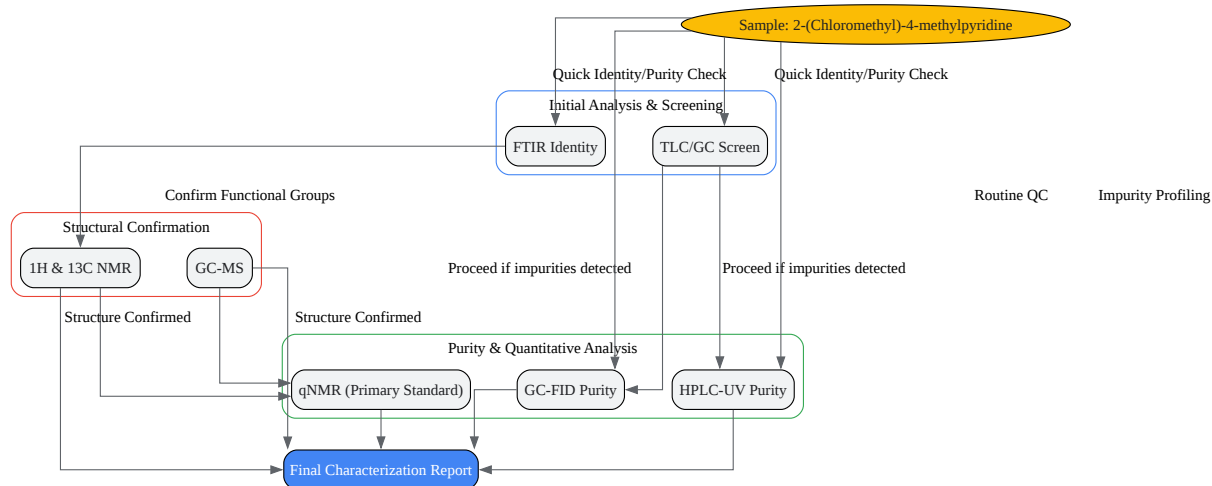 Sample: 2-(Chloromethyl)-4-methylpyridine
Quick Identity/Purity Check
Quick Identity/Purity Check
Initial Analysis & Screening
FTIR Identity
TLC/GC Screen
Confirm Functional Groups
Routine QC
Impurity Profiling
Structural Confirmation
1H & 13C NMR
GC-MS
Proceed if impurities detected
Proceed if impurities detected
Structure Confirmed
Structure Confirmed
Purity & Quantitative Analysis
qNMR (Primary Standard)
GC-FID Purity
HPLC-UV Purity
Final Characterization Report